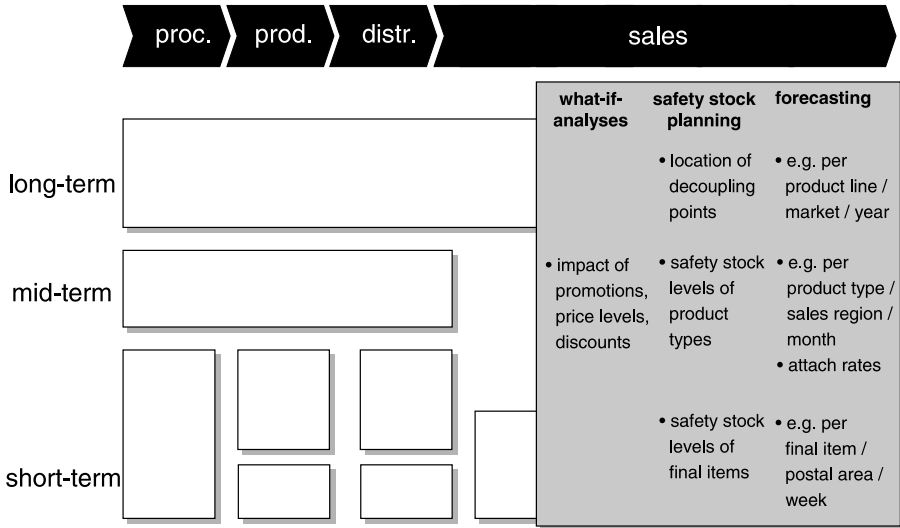 proc.
prod.
distr.
sales
what-if-
analyses
safety stock
planning
forecasting
long-term
• location of
decoupling
points
• e.g. per
product line /
market / year
mid-term
• impact of
promotions,
price levels,
discounts
• safety stock
levels of
product
types
• e.g. per
product type /
sales region /
month
• attach rates
short-term
• safety stock
levels of
final items
• e.g. per
final item /
postal area /
week